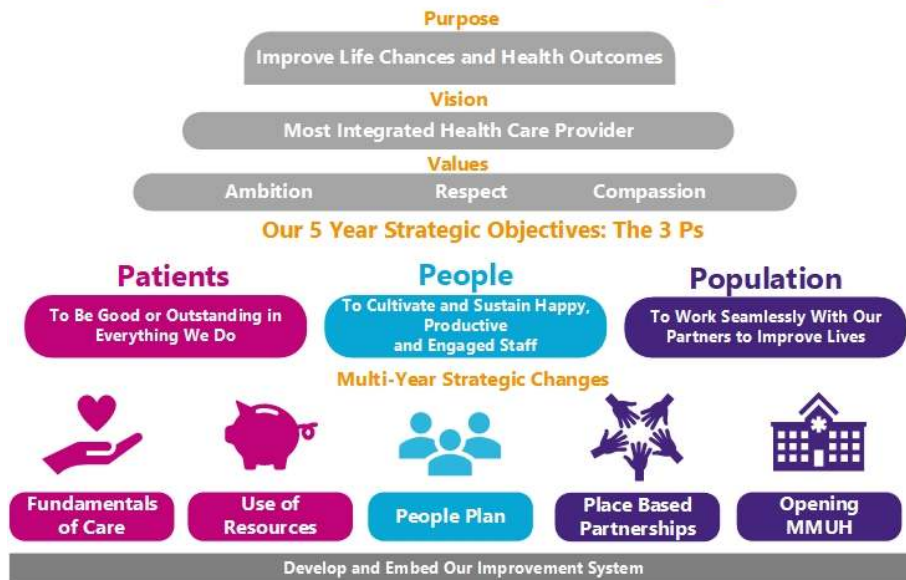 Purpose
Improve Life Chances and Health Outcomes
Vision
Most Integrated Health Care Provider
Values
Ambition Respect Compassion
Our 5 Year Strategic Objectives: The 3 Ps
Patients
To Be Good or Outstanding in
Everything We Do
People
To Cultivate and Sustain Happy,
Productive
and Engaged Staff
Population
To Work Seamlessly With Our
Partners to Improve Lives
Multi-Year Strategic Changes
Fundamentals
of Care
Use of
Resources
People Plan
Place Based
Partnerships
Opening
MMUH
Develop and Embed Our Improvement System